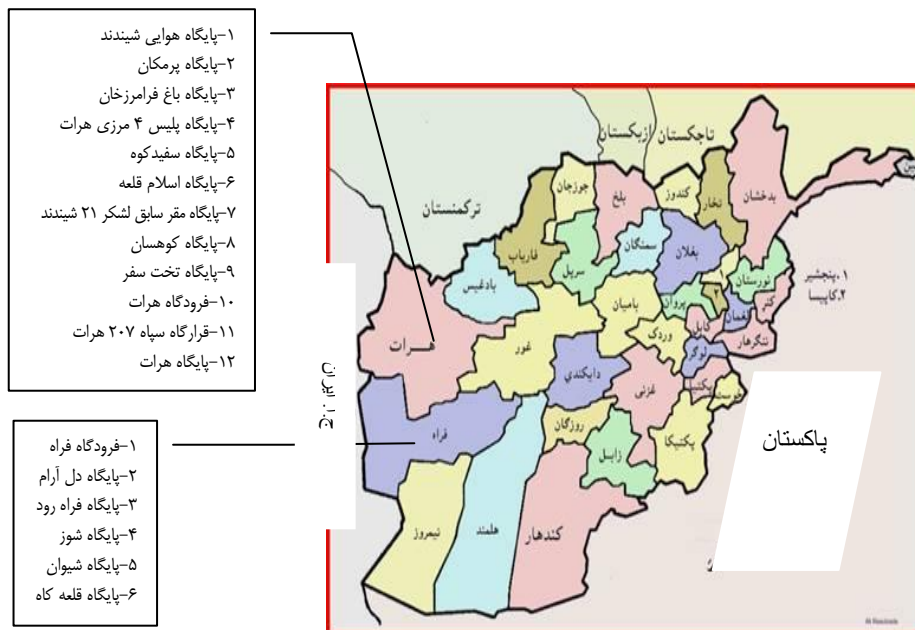 ۱-پایگاه هوایی شیندند
۲-پایگاه پرمکان
۳-پایگاه باغ فرامرزخان
۴-پایگاه پلیس ۴ مرزی هرات
۵-پایگاه سفیدکوه
۶-پایگاه اسلام قلعه
۷-پایگاه مقر سابق لشکر ۲۱ شیندند
۸-پایگاه کوهسان
۹-پایگاه تخت سفر
۱۰-فرودگاه هرات
۱۱-قرارگاه سپاه ۲۰۷ هرات
۱۲-پایگاه هرات
۱-فرودگاه فراه
۲-پایگاه دل آرام
۳-پایگاه فراه رود
۴-پایگاه شوز
۵-پایگاه شیوان
۶-پایگاه قلعه کاه
تاجکستان
ازبکستان
ترکمنستان
بدخشان
تخار
کندوز
بلخ
جوزجان
فاریاب
سرپل
سمنگان
بغلان
نورستان
۱.پنجشیر
۲.کاپیسا
۱
۲
کنر
لغمان
پروان
بامیان
بادغیس
هرات
غور
وردک
کابل
ننگرهار
لوگر
پکتیا
خوست
دایکندي
غزنی
پکتیکا
روزگان
زابل
فراه
نیمروز
هلمند
کندهار
ج.ا. ایران
پاکستان